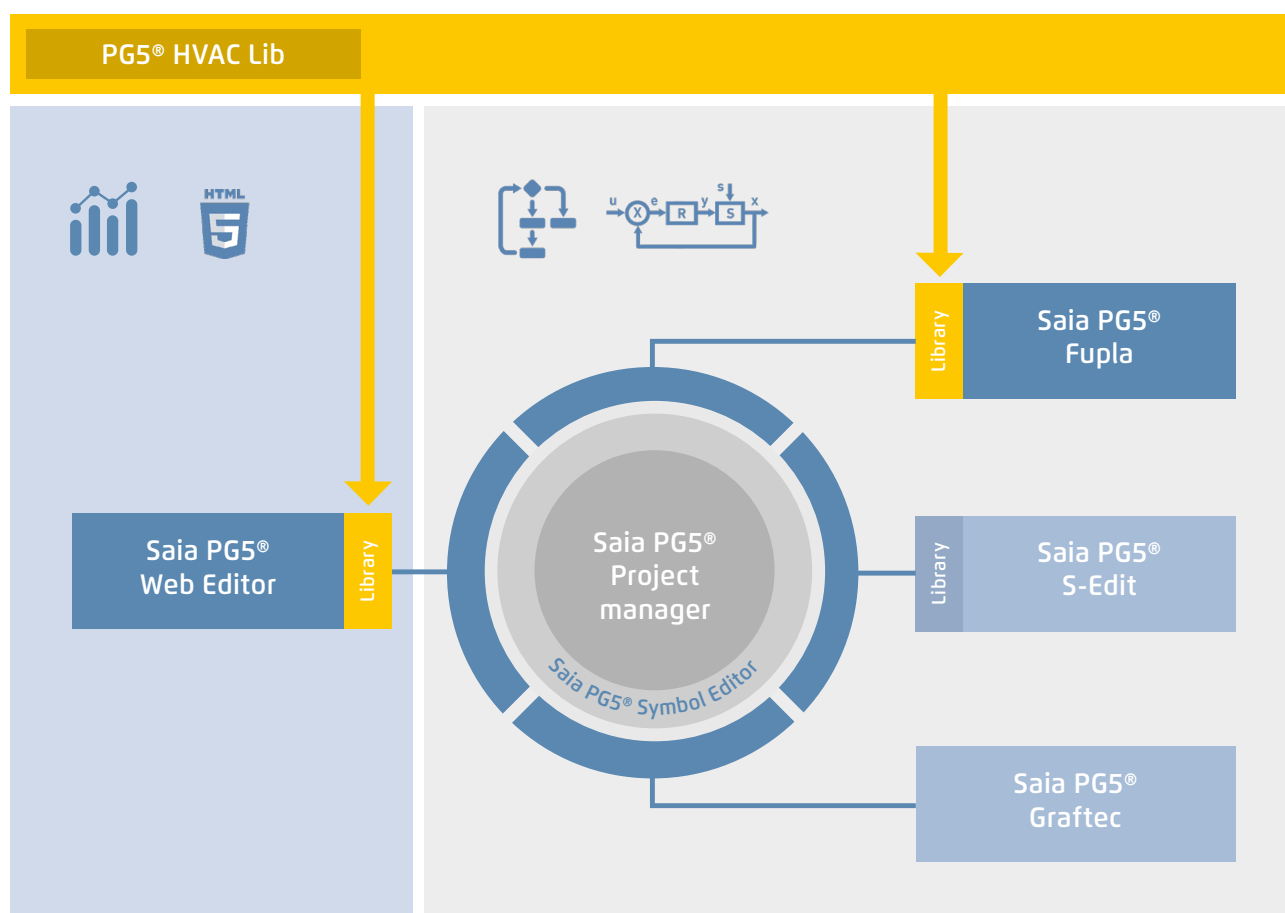 PG5® HVAC Lib
HTML
5
u
e
y
s
x
X
R
S
Saia PG5®
Fupla
Library
Saia PG5®
Web Editor
Library
Saia PG5®
Project
manager
Saia PG5® Symbol Editor
Library
Saia PG5®
S-Edit
Saia PG5®
Graftec